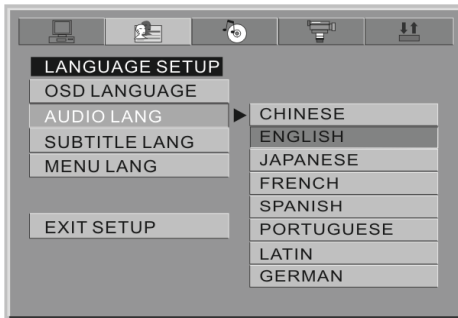 LANGUAGE SETUP
OSD LANGUAGE
AUDIO LANG
SUBTITLE LANG
MENU LANG
EXIT SETUP
CHINESE
ENGLISH
JAPANESE
FRENCH
SPANISH
PORTUGUESE
LATIN
GERMAN